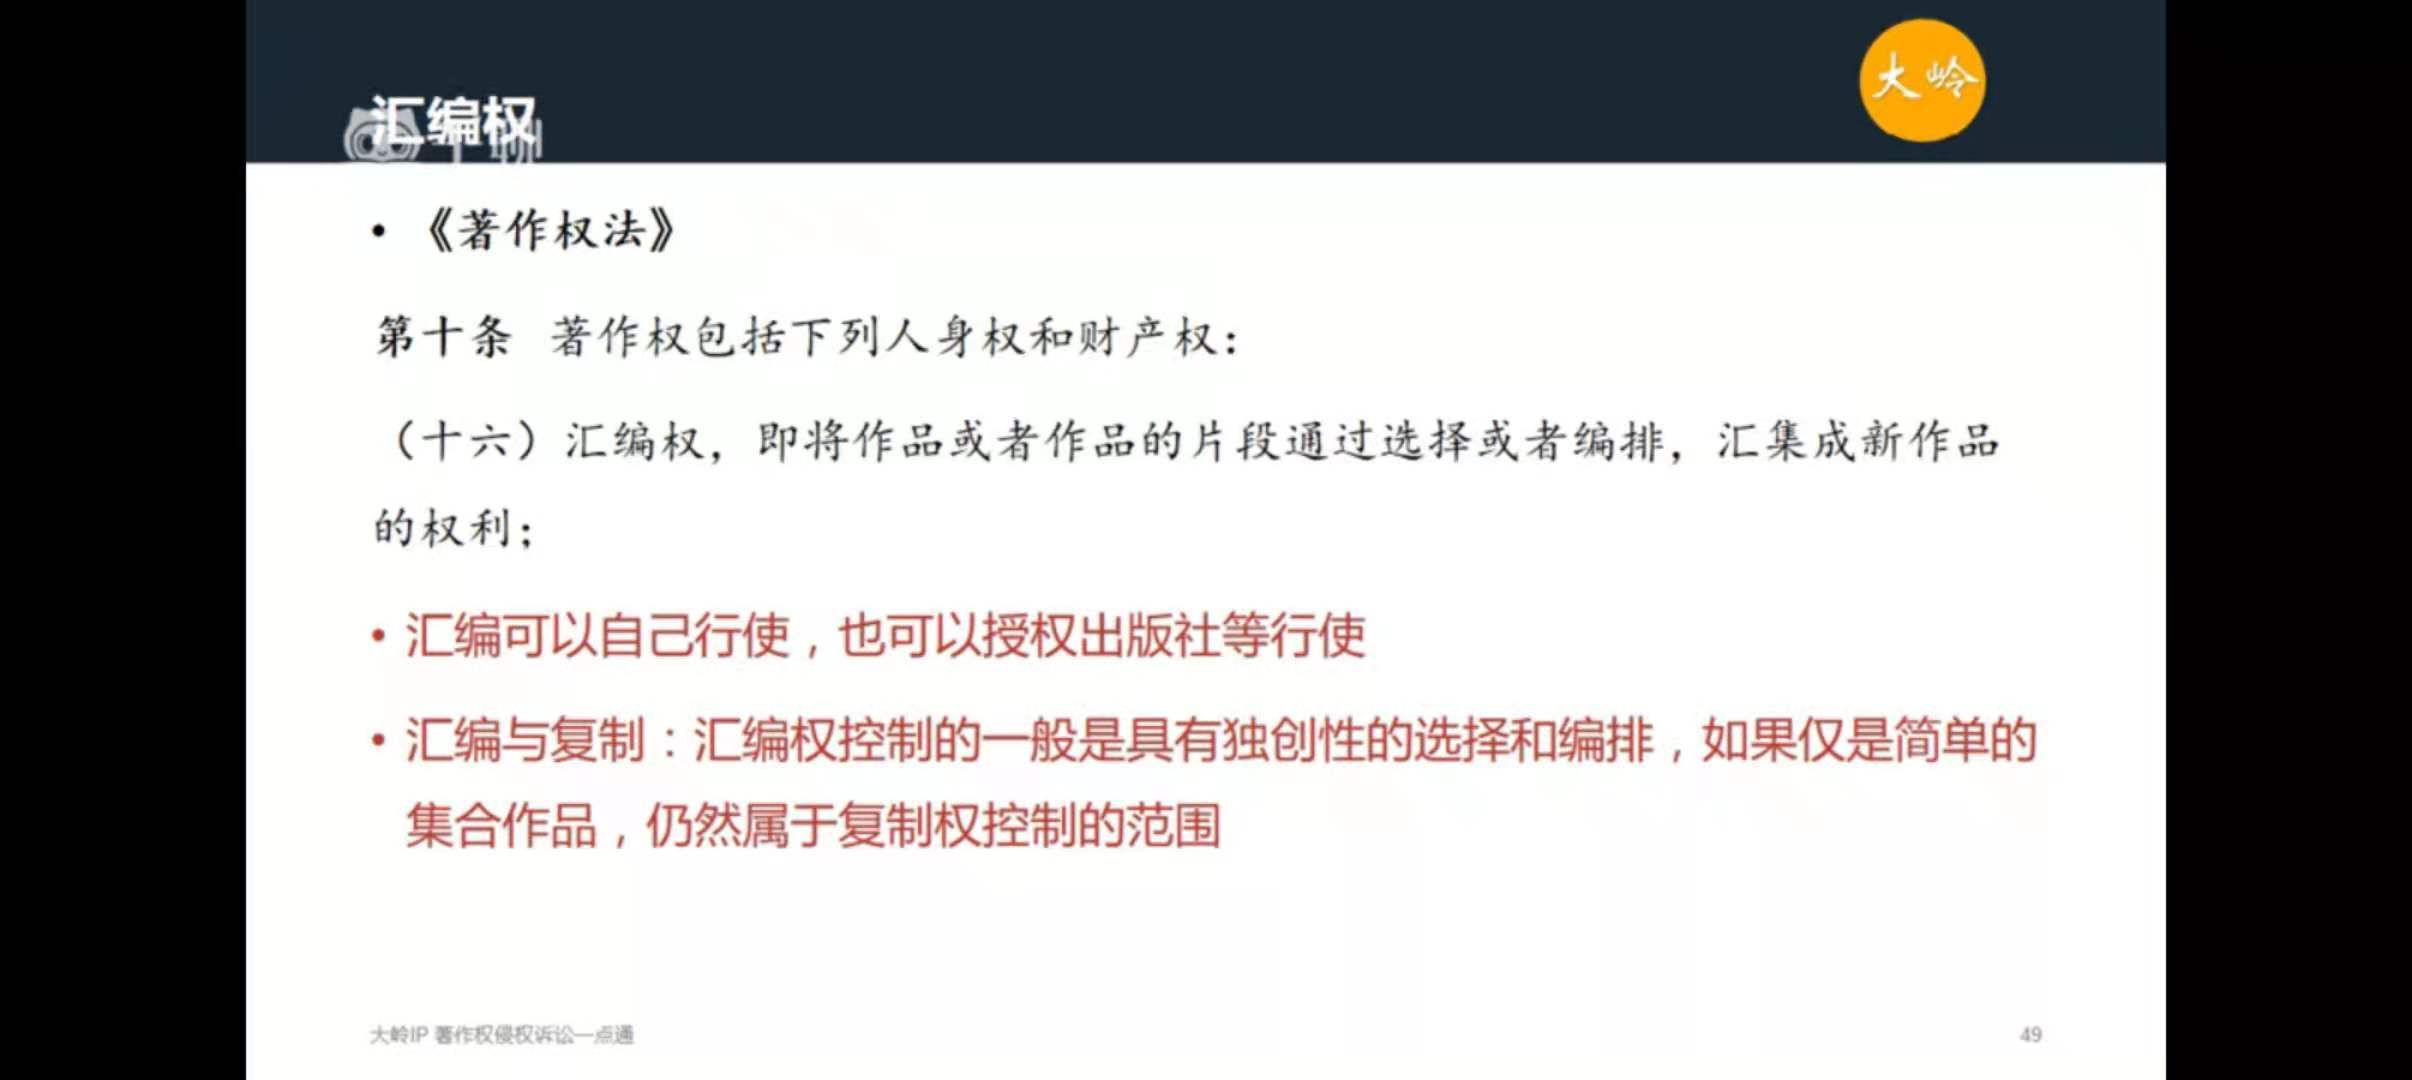 大岭
汇编权
• 《著作权法》
第十条 著作权包括下列人身权和财产权：
（十六）汇编权，即将作品或者作品的片段通过选择或者编排，汇集成新作品
的权利；
• 汇编可以自己行使，也可以授权出版社等行使
• 汇编与复制：汇编权控制的一般是具有独创性的选择和编排，如果仅是简单的
集合作品，仍然属于复制权控制的范围
大岭IP 著作权侵权诉讼一点通
49